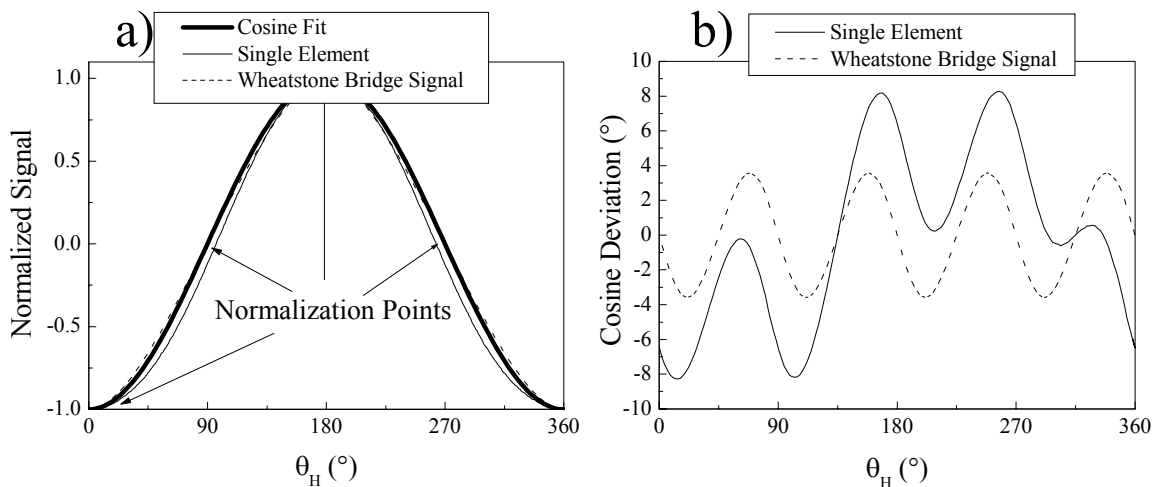 a)
Cosine Fit
Single Element
Wheatstone Bridge Signal
1.0
0.5
0.0
-0.5
-1.0
Normalized Signal
Normalization Points
0 90 180 270 360
θH (°)
b)
Single Element
Wheatstone Bridge Signal
10
8
6
4
2
0
-2
-4
-6
-8
-10
Cosine Deviation (°)
0 90 180 270 360
θH (°)